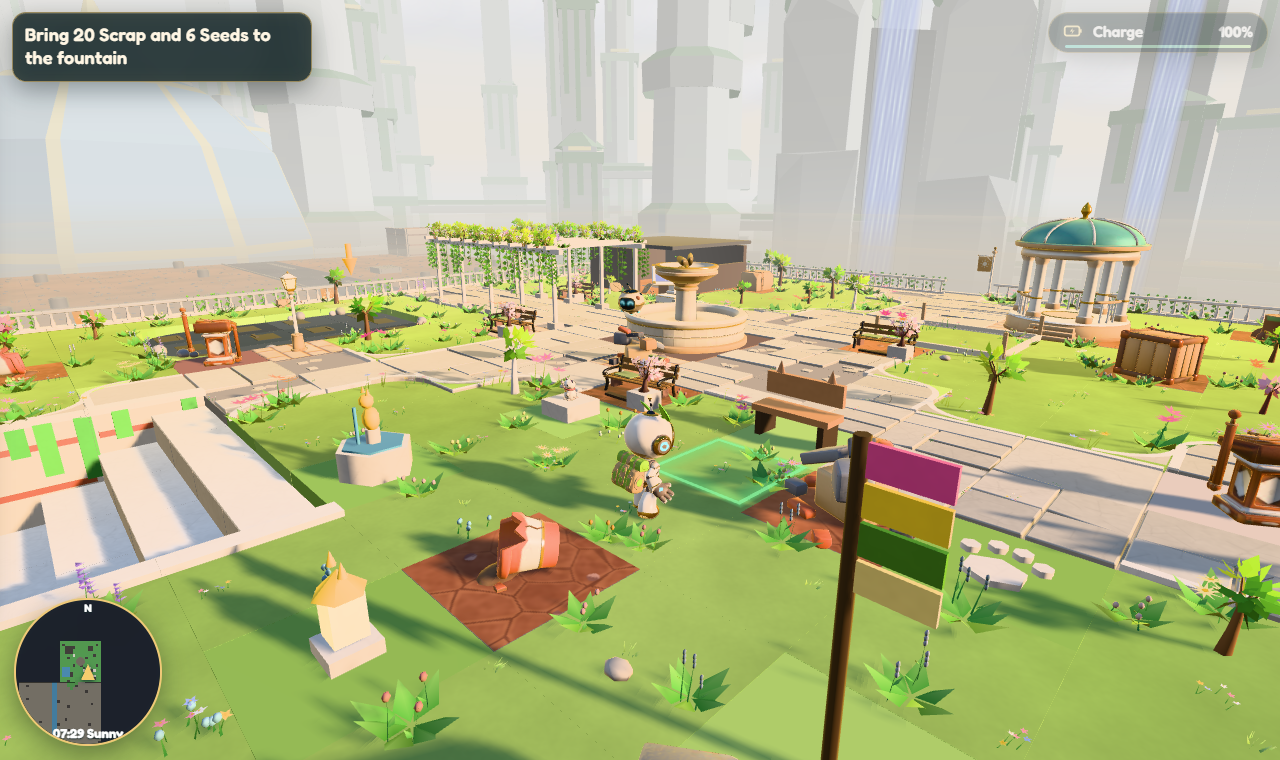 Bring 20 Scrap and 6 Seeds to
the fountain
Charge 100%
N
07:29 Sunny